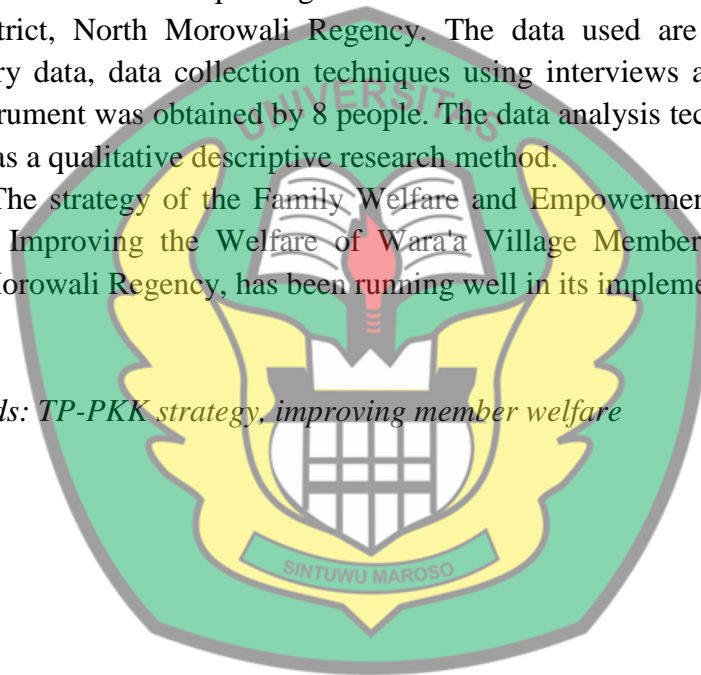 trict, North Morowali Regency. The data used are
ry data, data collection techniques using interviews a
rument was obtained by 8 people. The data analysis tec
as a qualitative descriptive research method.
The strategy of the Family Welfare and Empowerment
Improving the Welfare of Wara'a Village Member
Morowali Regency, has been running well in its impleme
ds: TP-PKK strategy, improving member welfare
UNIVERSITAS
SINTUWU MAROSO